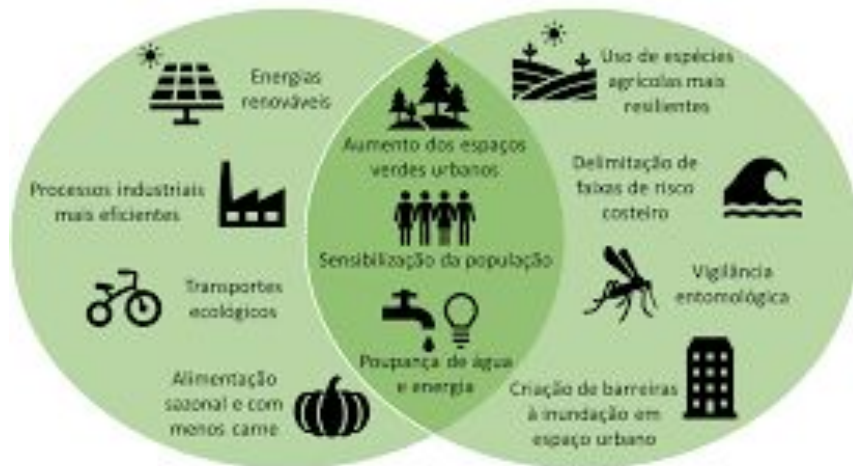 Energias
renováveis
Processos industriais
mais eficientes
Transportes
ecológicos
Alimentação
sazonal e com
menos carne
Aumento dos espaços
verdes urbanos
Sensibilização da população
Poupança de água
e energia
Uso de espécies
agrícolas mais
resilientes
Delimitação de
faixas de risco
costeiro
Vigilância
entomológica
Criação de barreiras
à inundação em
espaço urbano